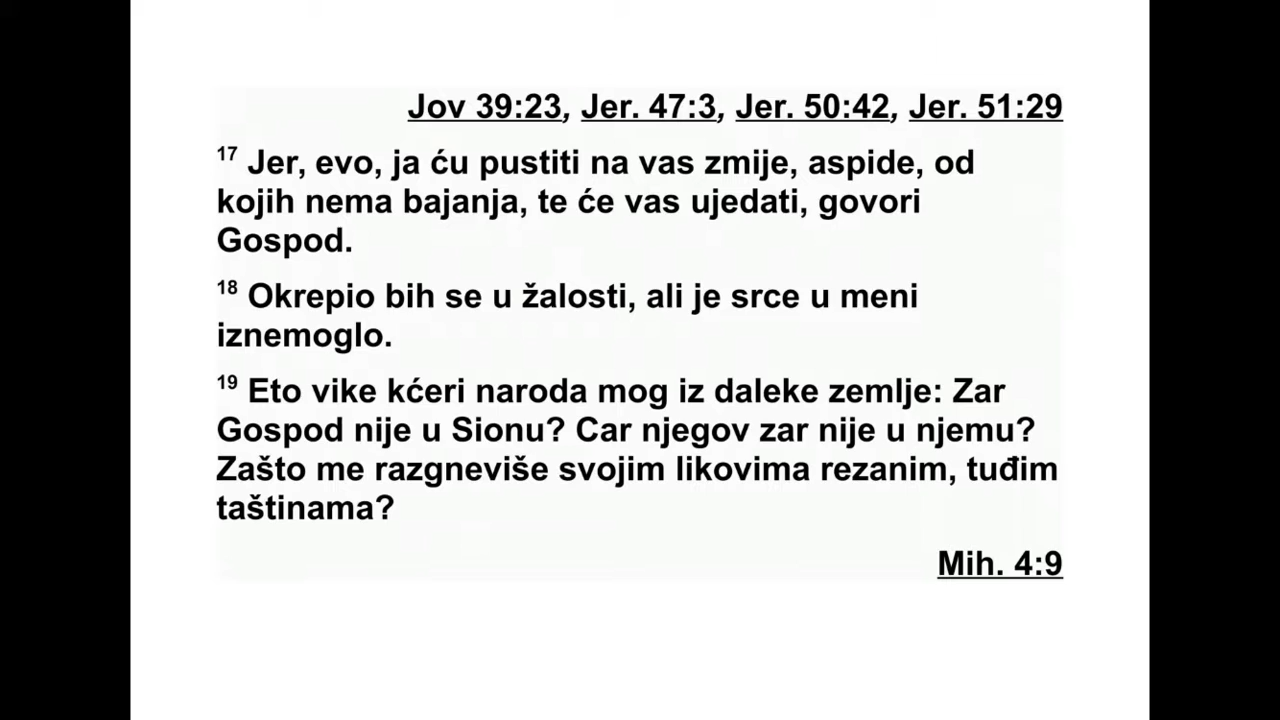 Jov 39:23, Jer. 47:3, Jer. 50:42, Jer. 51:29
17 Jer, evo, ja ću pustiti na vas zmije, aspide, od
kojih nema bajanja, te će vas ujedati, govori
Gospod.
18 Okrepio bih se u žalosti, ali je srce u meni
iznemoglo.
19 Eto vike kćeri naroda mog iz daleke zemlje: Zar
Gospod nije u Sionu? Car njegov zar nije u njemu?
Zašto me razgneviše svojim likovima rezanim, tuđim
taštinama?
Mih. 4:9